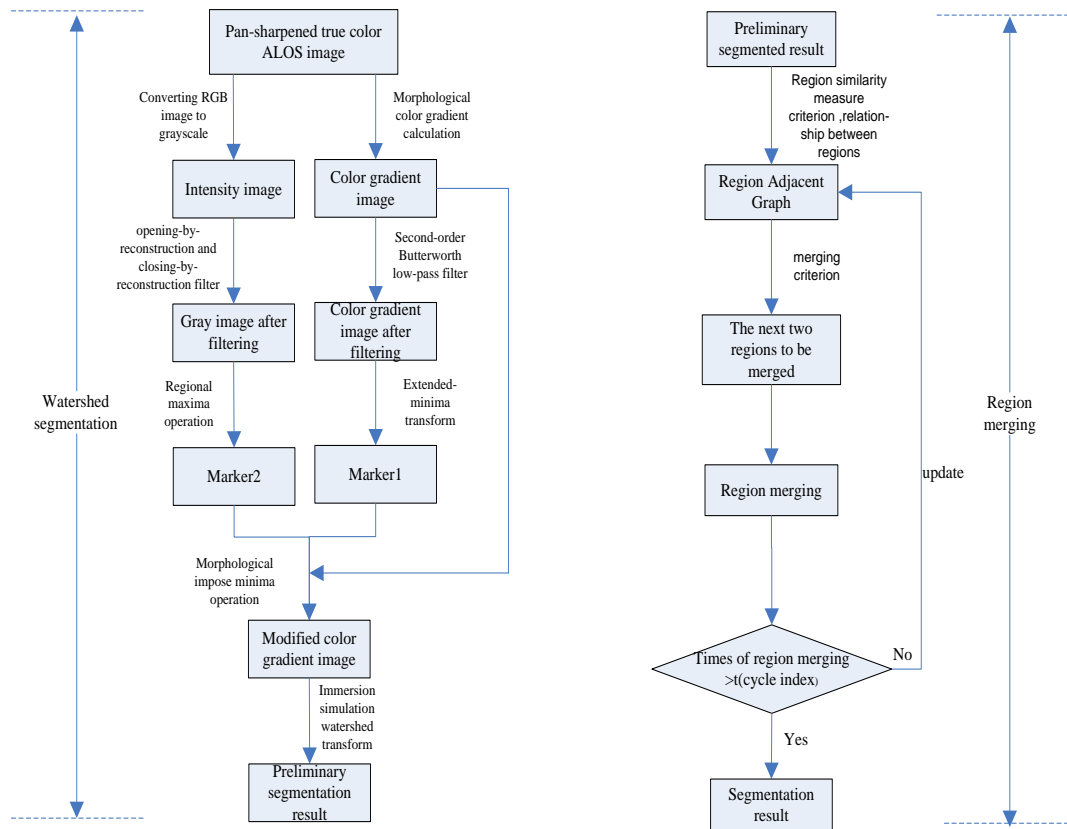 Pan-sharpened true color
ALOS image
Converting RGB
image to
grayscale
Morphological
color gradient
calculation
Intensity image
Color gradient
image
opening-by-
reconstruction and
closing-by-
reconstruction filter
Second-order
Butterworth
low-pass filter
Gray image after
filtering
Color gradient
image after
filtering
Regional
maxima
operation
Extended-
minima
transform
Watershed
segmentation
Marker2
Marker1
Morphological
impose minima
operation
Modified color
gradient image
Immersion
simulation
watershed
transform
Preliminary
segmentation
result
Preliminary
segmented result
Region similarity
measure
criterion ,relation-
ship between
regions
Region Adjacent
Graph
merging
criterion
The next two
regions to be
merged
Region merging
update
Times of region merging
>t(cycle index)
No
Yes
Segmentation
result
Region
merging